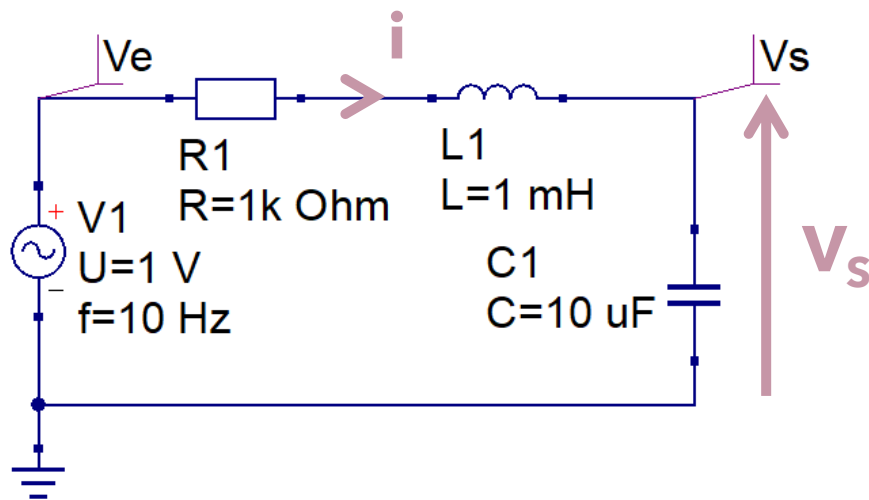 i
Ve
Vs
R1
R=1k Ohm
L1
L=1 mH
+
V1
U=1 V
f=10 Hz
−
C1
C=10 uF
vs